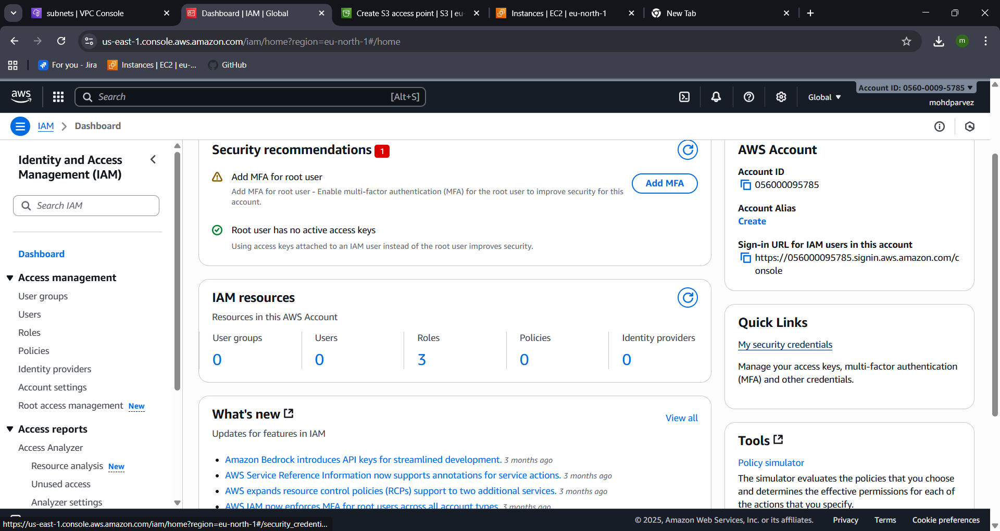 subnets | VPC Console
Dashboard | IAM | Global
Create S3 access point | S3 | eu-
Instances | EC2 | eu-north-1
New Tab
us-east-1.console.aws.amazon.com/iam/home?region=eu-north-1#/home
m
For you - Jira
Instances | EC2 | eu-...
GitHub
aws
Search
[Alt+S]
Global
Account ID: 0560-0009-5785
mohdparvez
IAM
Dashboard
Identity and Access
Management (IAM)
Search IAM
Dashboard
Access management
User groups
Users
Roles
Policies
Identity providers
Account settings
Root access management New
Access reports
Access Analyzer
Resource analysis New
Unused access
Analyzer settings
Security recommendations 1
Add MFA for root user
Add MFA for root user - Enable multi-factor authentication (MFA) for the root user to improve security for this
account.
Add MFA
Root user has no active access keys
Using access keys attached to an IAM user instead of the root user improves security.
IAM resources
Resources in this AWS Account
User groups
0
Users
0
Roles
3
Policies
0
Identity providers
0
What's new
View all
Updates for features in IAM
Amazon Bedrock introduces API keys for streamlined development. 3 months ago
AWS Service Reference Information now supports annotations for service actions. 3 months ago
AWS expands resource control policies (RCPs) support to two additional services. 3 months ago
AWS IAM now enforces MFA for root users across all account types. 3 months ago
AWS Account
Account ID
056000095785
Account Alias
Create
Sign-in URL for IAM users in this account
https://056000095785.signin.aws.amazon.com/c
onsole
Quick Links
My security credentials
Manage your access keys, multi-factor authentication
(MFA) and other credentials.
Tools
Policy simulator
The simulator evaluates the policies that you choose
and determines the effective permissions for each of
the actions that you specify.
https://us-east-1.console.aws.amazon.com/iam/home?region=eu-north-1#/security_credenti...
© 2025, Amazon Web Services, Inc. or its affiliates.
Privacy
Terms
Cookie preferences